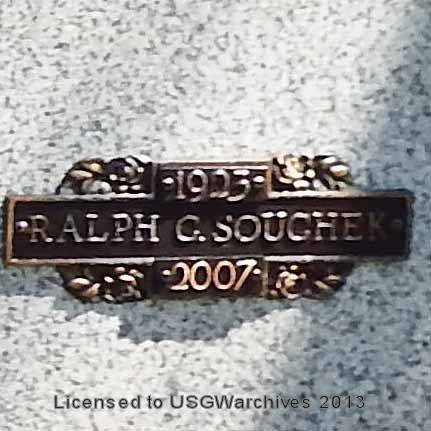 ·1923·
·RALPH G. SOUCHEK·
·2007·
Licensed to USGWarchives 2013